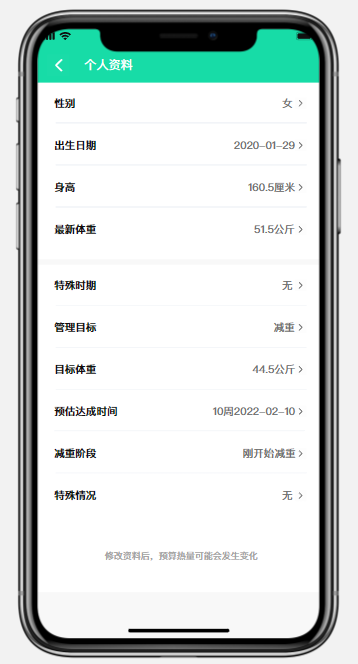 个人资料
性别 女
出生日期 2020-01-29
身高 160.5厘米
最新体重 51.5公斤
特殊时期 无
管理目标 减重
目标体重 44.5公斤
预估达成时间 10周2022-02-10
减重阶段 刚开始减重
特殊情况 无
修改资料后，预算热量可能会发生变化